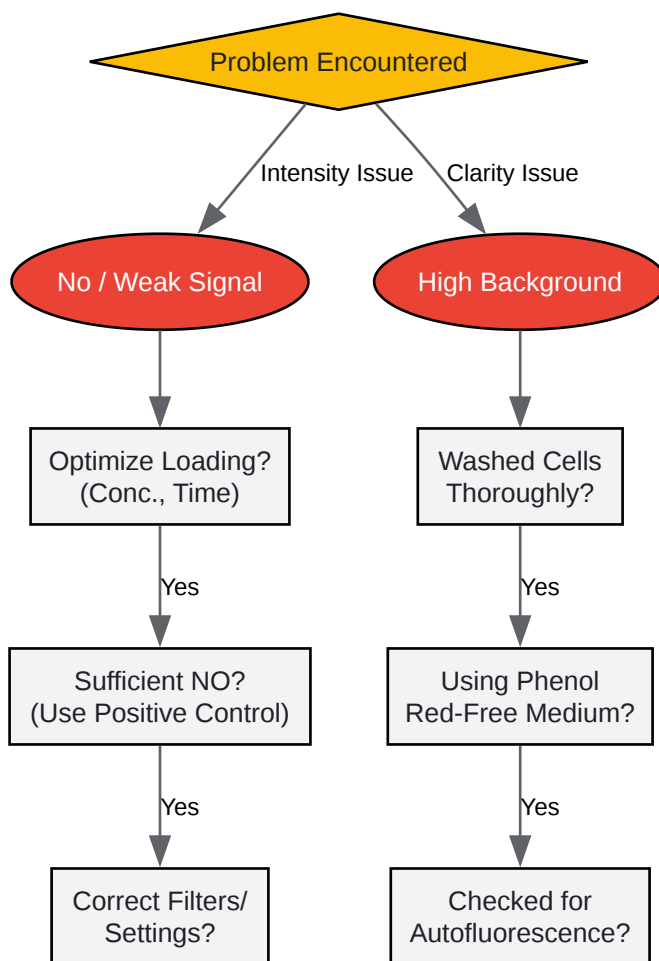 Problem Encountered
Intensity Issue
Clarity Issue
No / Weak Signal
High Background
Optimize Loading?
(Conc., Time)
Washed Cells
Thoroughly?
Yes
Yes
Sufficient NO?
(Use Positive Control)
Using Phenol
Red-Free Medium?
Yes
Yes
Correct Filters/
Settings?
Checked for
Autofluorescence?